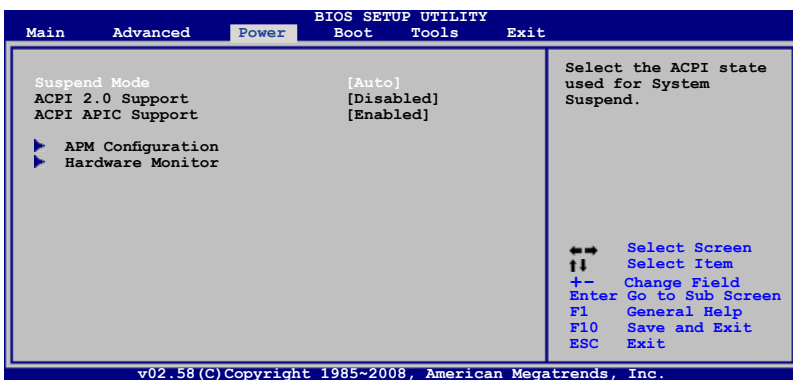 BIOS SETUP UTILITY
Main Advanced Power Boot Tools Exit
Suspend Mode [Auto]
ACPI 2.0 Support [Disabled]
ACPI APIC Support [Enabled]
APM Configuration
Hardware Monitor
Select the ACPI state
used for System
Suspend.
Select Screen
Select Item
+- Change Field
Enter Go to Sub Screen
F1 General Help
F10 Save and Exit
ESC Exit
v02.58(C)Copyright 1985~2008, American Megatrends, Inc.